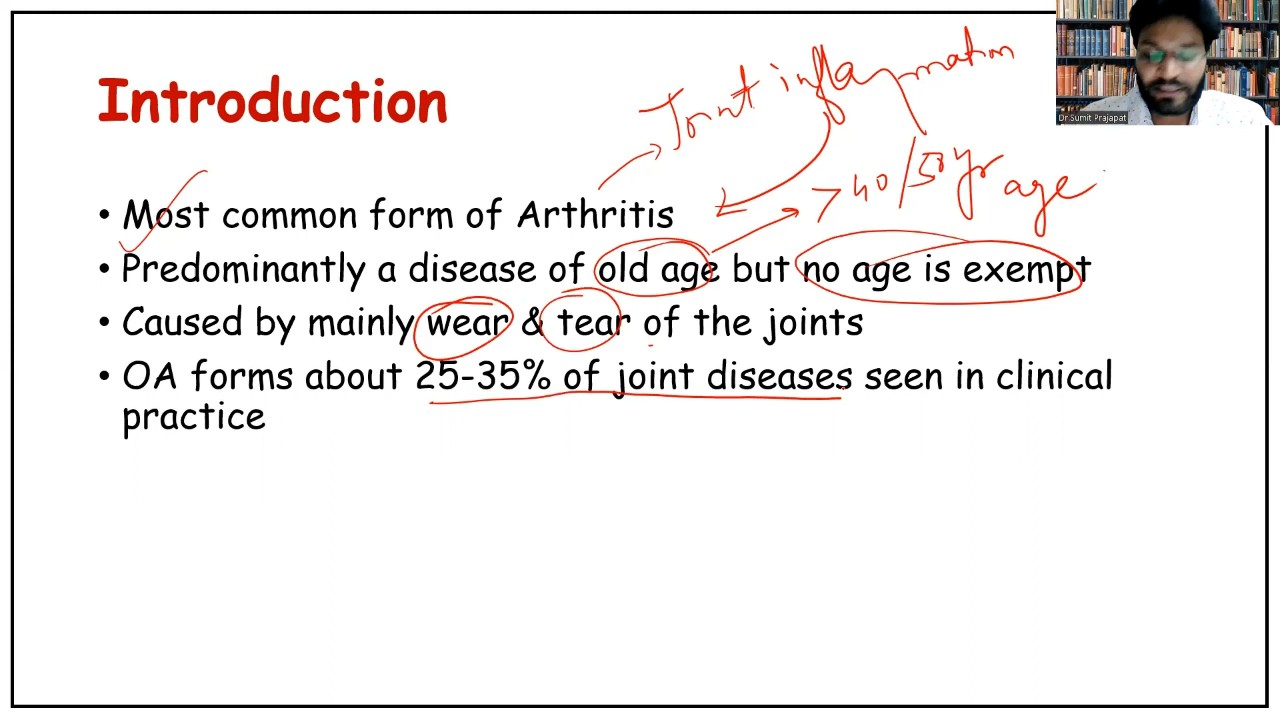 Introduction
Joint inflammation
Dr.Sumit Prajapat
> 40/50 yr age
• Most common form of Arthritis
• Predominantly a disease of old age but no age is exempt
• Caused by mainly wear & tear of the joints
• OA forms about 25-35% of joint diseases seen in clinical
practice